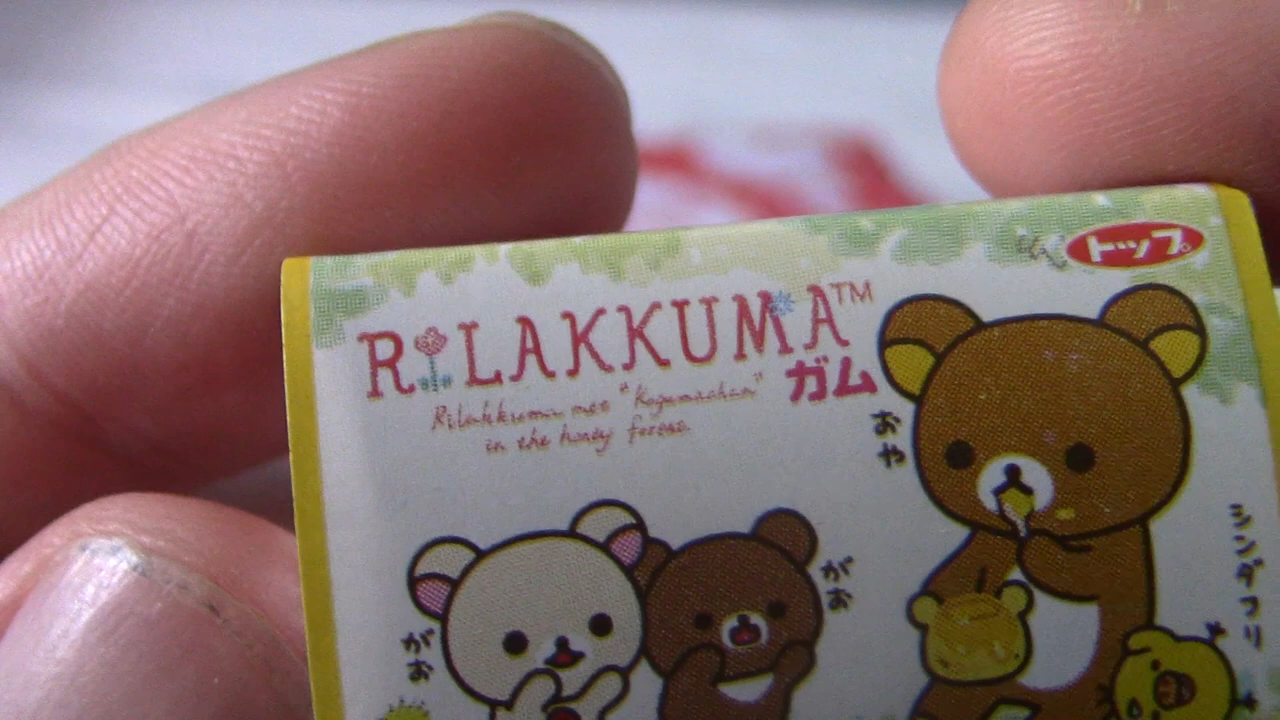 トップ
RiLAKKUMA™
ガム
Rilakkuma met "Kogumachan"
in the honey forest.
おや
がお
がお
シンダフリ